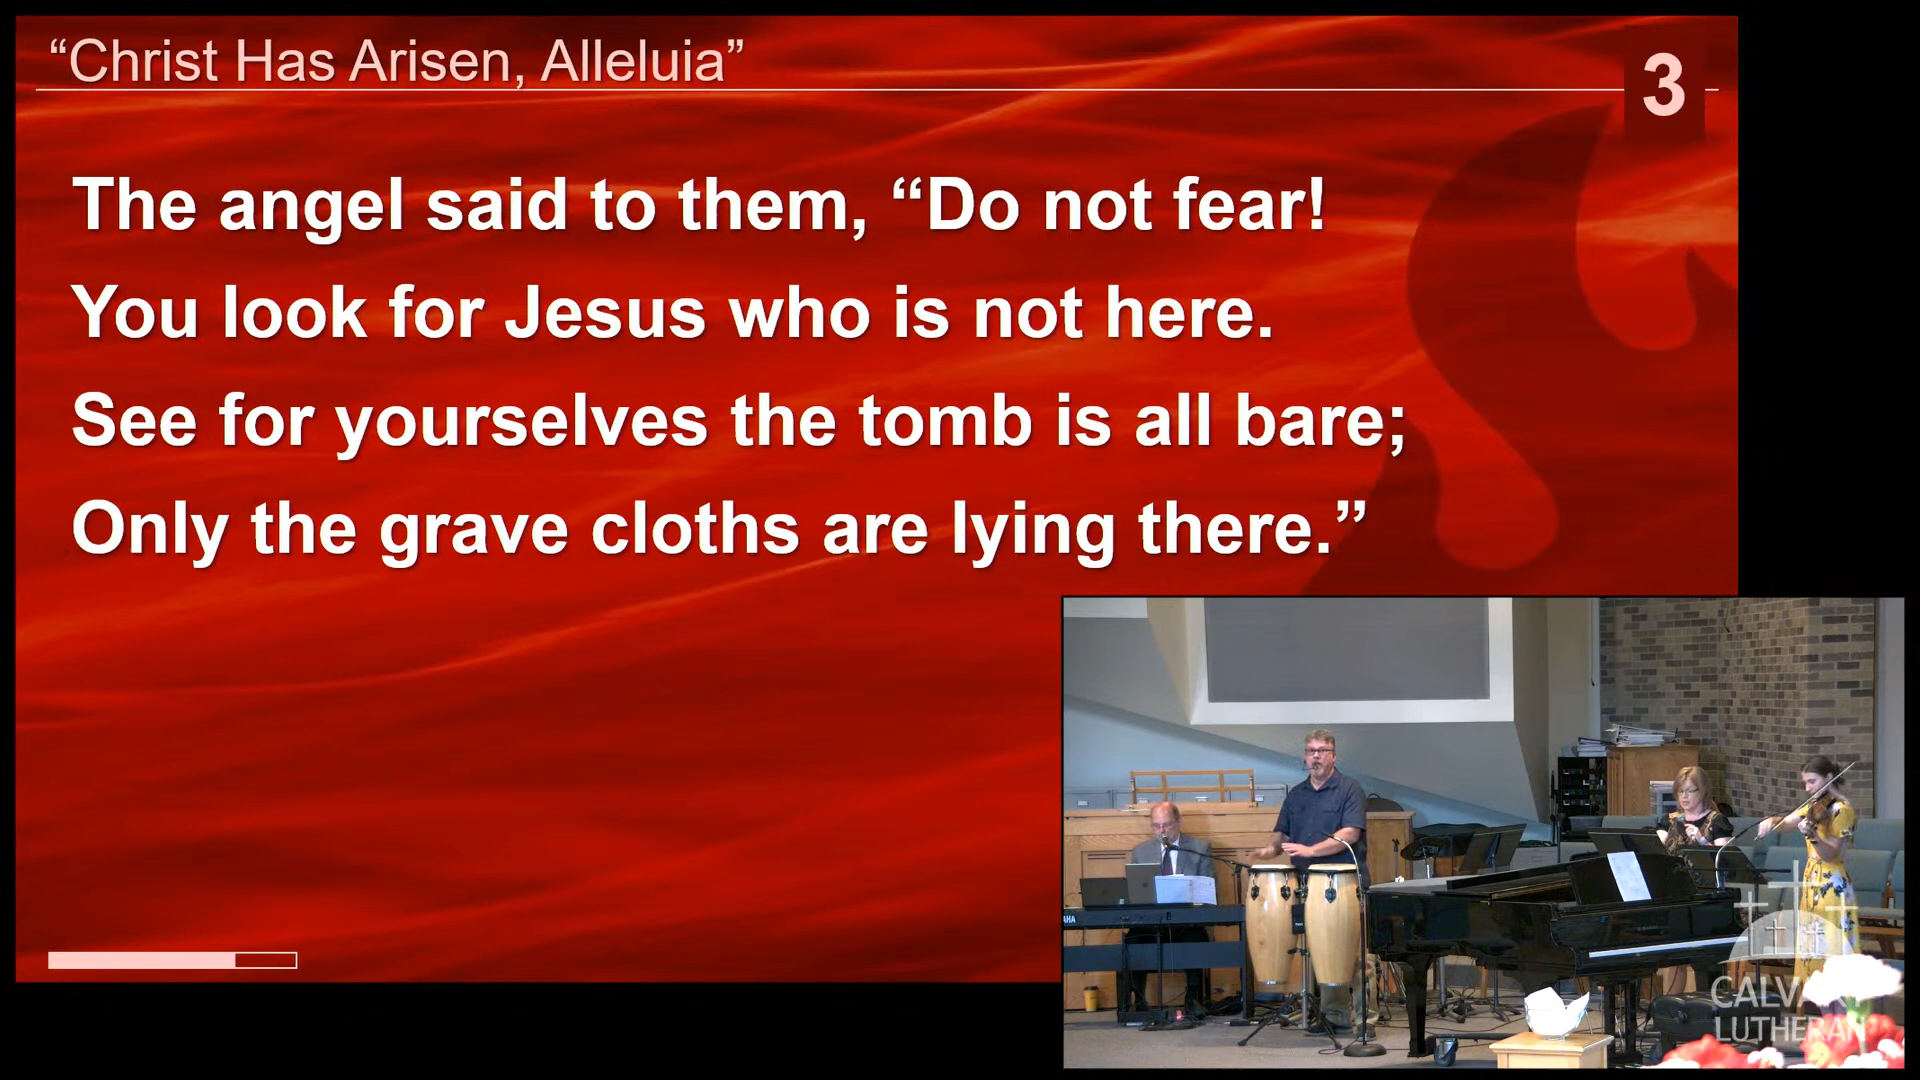 “Christ Has Arisen, Alleluia”
3
The angel said to them, “Do not fear!
You look for Jesus who is not here.
See for yourselves the tomb is all bare;
Only the grave cloths are lying there.”
CALVARY
LUTHERAN